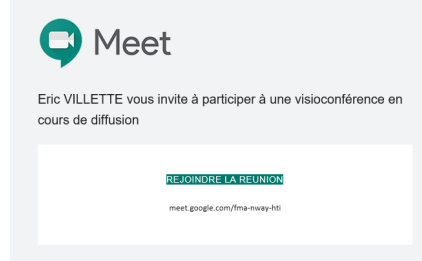 Meet
Eric VILLETTE vous invite à participer à une visioconférence en
cours de diffusion
REJOINDRE LA REUNION
meet.google.com/fma-nway-hti